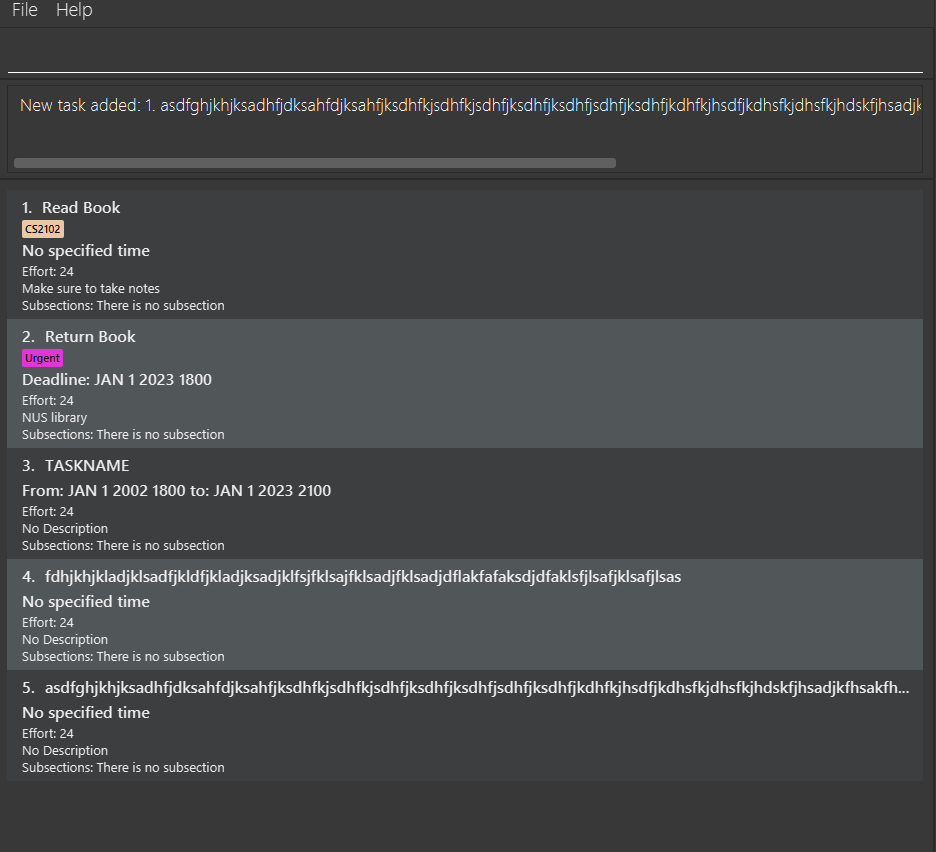 File Help
New task added: 1. asdfghjkhjksadhfjdksahfdjksahfjksdhfkjsdhfkjsdhfjksdhfjksdhfjsdhfjksdhfjkdhfkjhsdfjkdhsfkjdhsfkjhdskfjhsadjk
1. Read Book
CS2102
No specified time
Effort: 24
Make sure to take notes
Subsections: There is no subsection
2. Return Book
Urgent
Deadline: JAN 1 2023 1800
Effort: 24
NUS library
Subsections: There is no subsection
3. TASKNAME
From: JAN 1 2002 1800 to: JAN 1 2023 2100
Effort: 24
No Description
Subsections: There is no subsection
4. fdhjkhjkladjklsadfjkldfjkladjksadjklfsjfklsajfklsadjfklsadjdflakfafaksdjdfaklsfjlsafjklsafjlsas
No specified time
Effort: 24
No Description
Subsections: There is no subsection
5. asdfghjkhjksadhfjdksahfdjksahfjksdhfkjsdhfkjsdhfjksdhfjksdhfjsdhfjksdhfjkdhfkjhsdfjkdhsfkjdhsfkjhdskfjhsadjkfhsakfh...
No specified time
Effort: 24
No Description
Subsections: There is no subsection